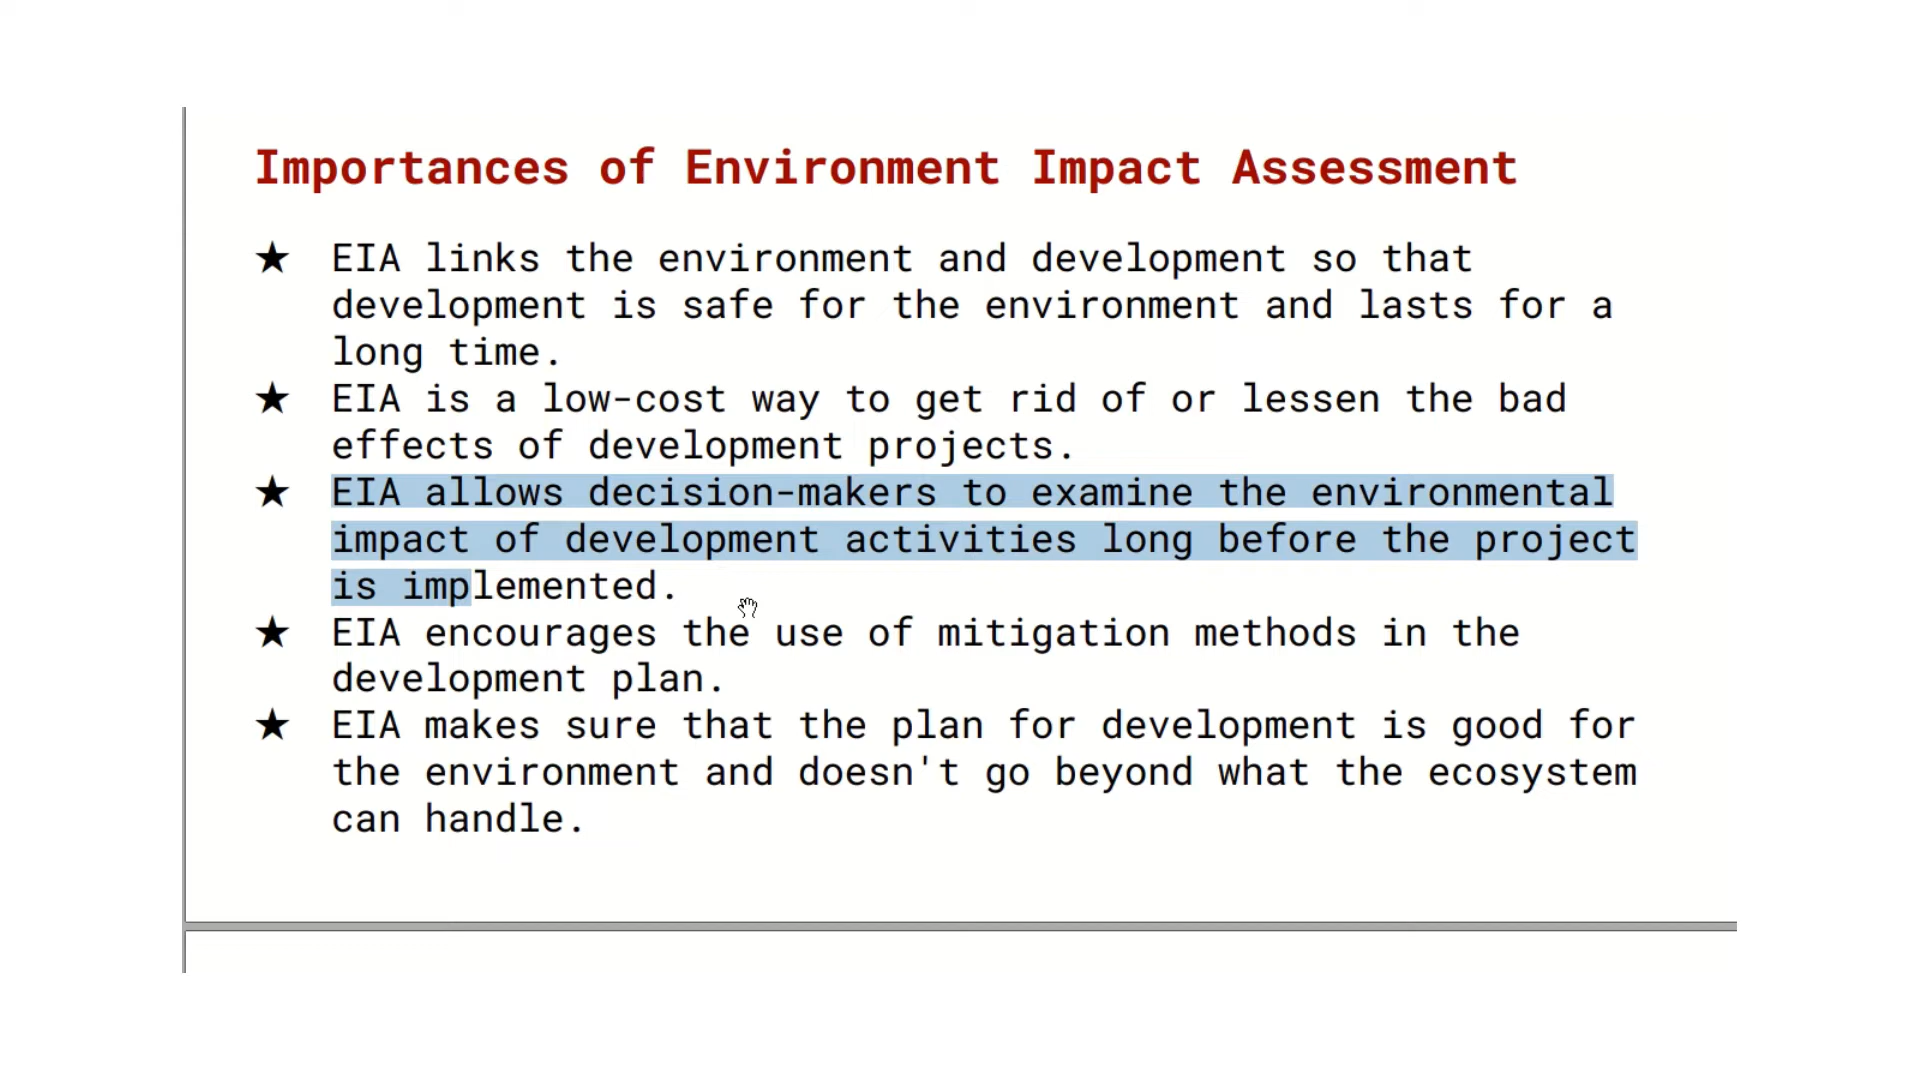 Importances of Environment Impact Assessment
★ EIA links the environment and development so that
development is safe for the environment and lasts for a
long time.
★ EIA is a low-cost way to get rid of or lessen the bad
effects of development projects.
★ EIA allows decision-makers to examine the environmental
impact of development activities long before the project
is implemented.
★ EIA encourages the use of mitigation methods in the
development plan.
★ EIA makes sure that the plan for development is good for
the environment and doesn't go beyond what the ecosystem
can handle.